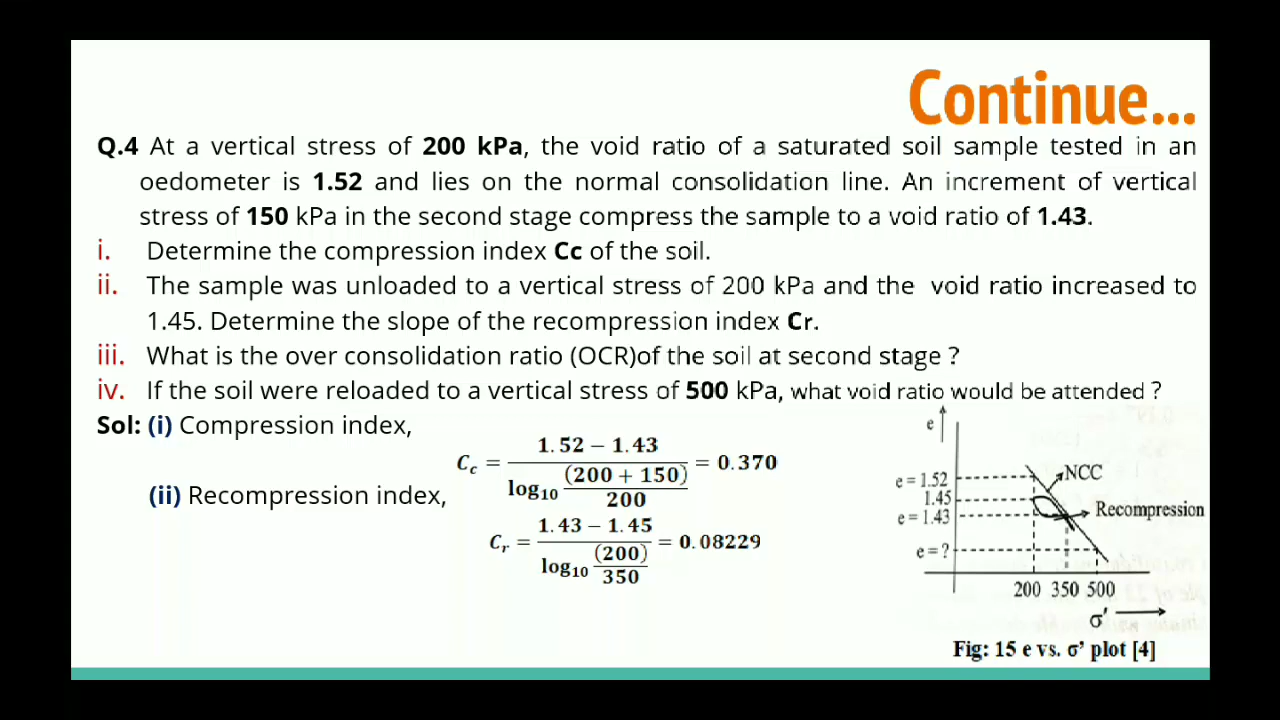 Continue...
Q.4 At a vertical stress of 200 kPa, the void ratio of a saturated soil sample tested in an
oedometer is 1.52 and lies on the normal consolidation line. An increment of vertical
stress of 150 kPa in the second stage compress the sample to a void ratio of 1.43.
i. Determine the compression index Cc of the soil.
ii. The sample was unloaded to a vertical stress of 200 kPa and the void ratio increased to
1.45. Determine the slope of the recompression index Cr.
iii. What is the over consolidation ratio (OCR)of the soil at second stage ?
iv. If the soil were reloaded to a vertical stress of 500 kPa, what void ratio would be attended ?
Sol: (i) Compression index,
C_c = (1.52 − 1.43) / (log_10 (200 + 150)/200) = 0.370
(ii) Recompression index,
C_r = (1.43 − 1.45) / (log_10 (200)/350) = 0.08229
e
e = 1.52
1.45
e = 1.43
e = ?
NCC
Recompression
200 350 500
σ'
Fig: 15 e vs. σ' plot [4]